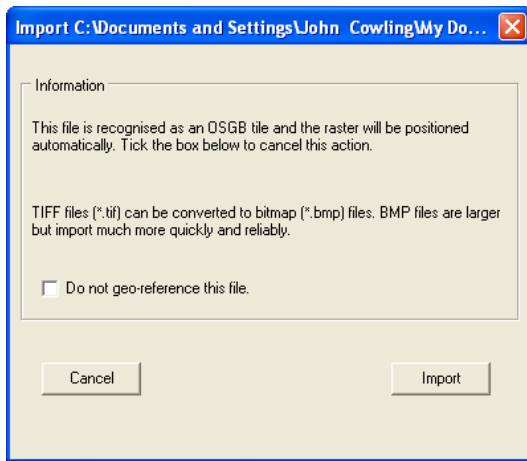 Import C:\Documents and Settings\John Cowling\My Do...
Information
This file is recognised as an OSGB tile and the raster will be positioned
automatically. Tick the box below to cancel this action.
TIFF files (*.tif) can be converted to bitmap (*.bmp) files. BMP files are larger
but import much more quickly and reliably.
Do not geo-reference this file.
Cancel
Import